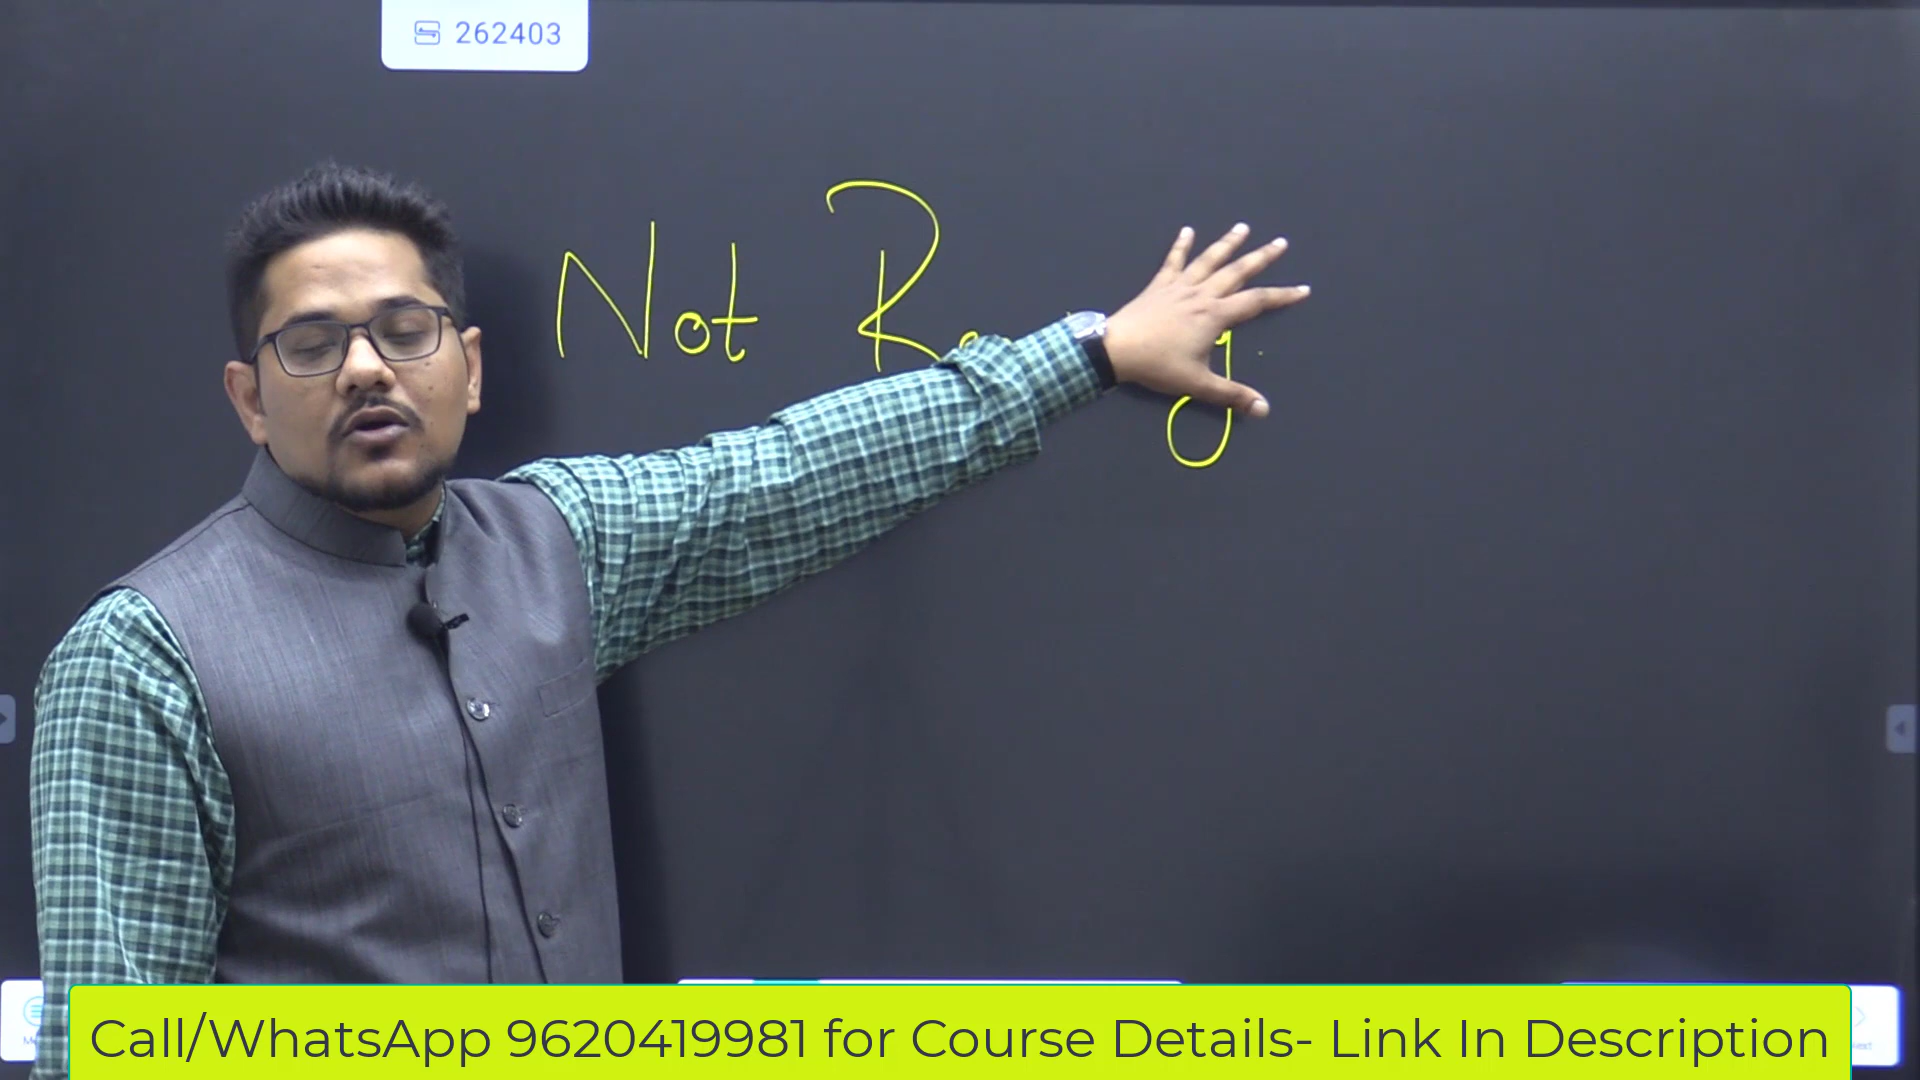 262403
Not
Call/WhatsApp 9620419981 for Course Details- Link In Description